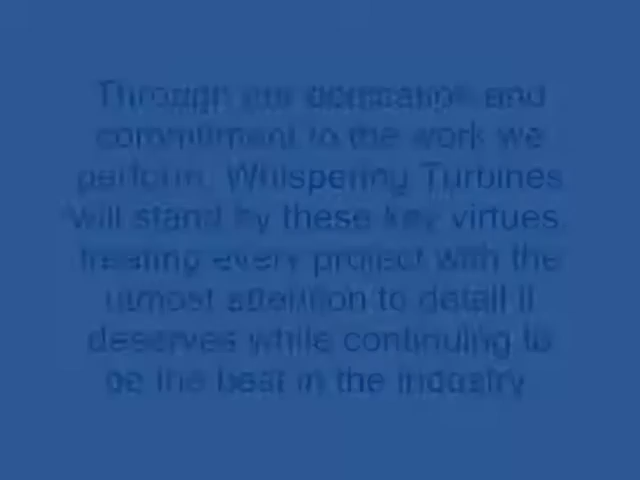 Through our dedication and
commitment to the work we
perform, Whispering Turbines
will stand by these key virtues,
treating every project with the
utmost attention to detail it
deserves while continuing to
be the best in the industry.